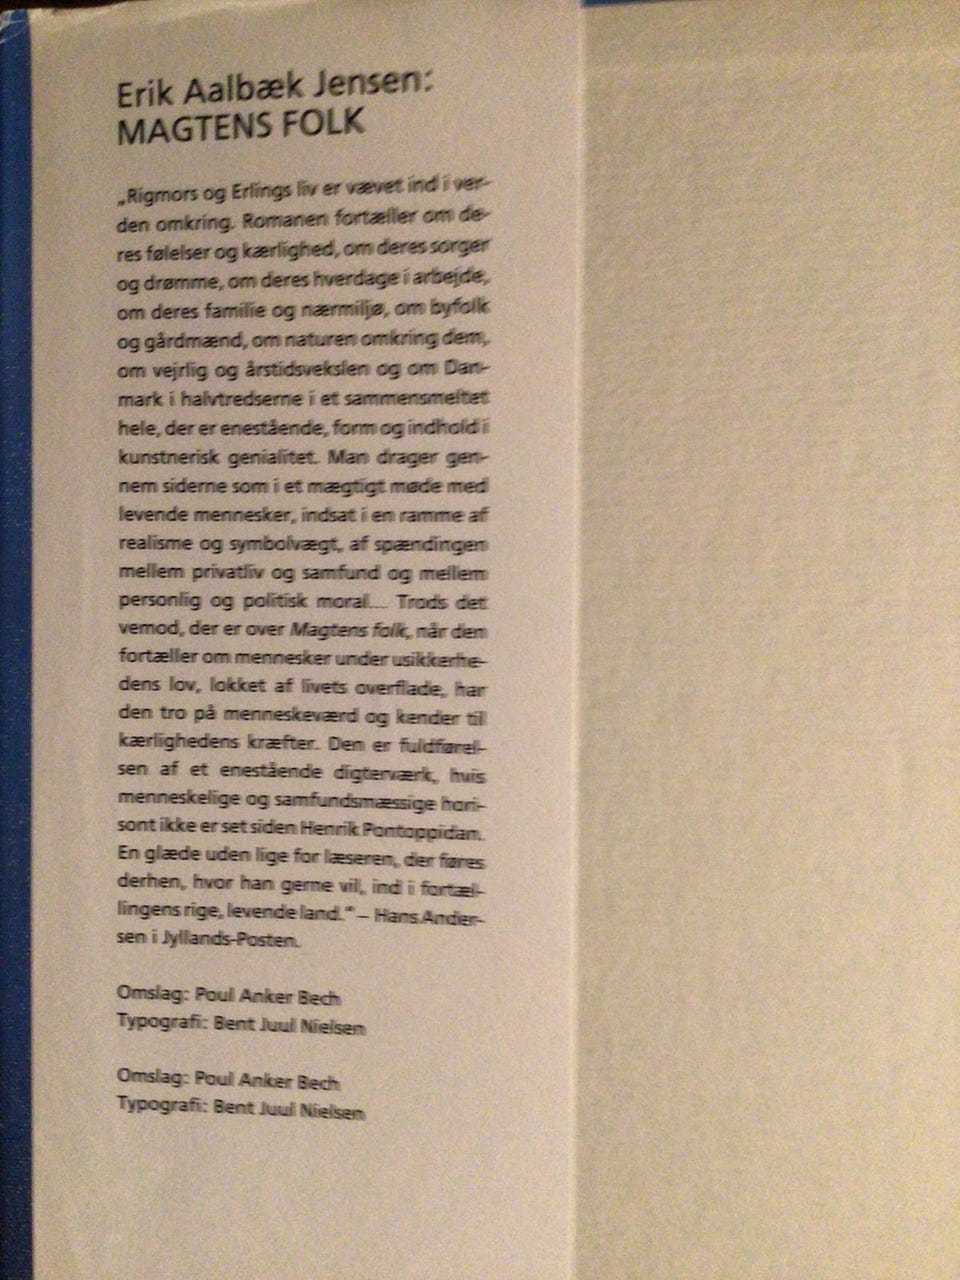 Erik Aalbæk Jensen:
MAGTENS FOLK
„Rigmors og Erlings liv er vævet ind i ver-
den omkring. Romanen fortæller om de-
res følelser og kærlighed, om deres sorger
og drømme, om deres hverdage i arbejde,
om deres familie og nærmiljø, om byfolk
og gårdmænd, om naturen omkring dem,
om vejrlig og årstidsvekslen og om Dan-
mark i halvtredserne i et sammensmeltet
hele, der er enestående, form og indhold i
kunstnerisk genialitet. Man drager gen-
nem siderne som i et mægtigt møde med
levende mennesker, indsat i en ramme af
realisme og symbolvægt, af spændingen
mellem privatliv og samfund og mellem
personlig og politisk moral... Trods det
vemod, der er over Magtens folk, når den
fortæller om mennesker under usikkerhe-
dens lov, lokket af livets overflade, har
den tro på menneskeværd og kender til
kærlighedens kræfter. Den er fuldførel-
sen af et enestående digterværk, hvis
menneskelige og samfundsmæssige hori-
sont ikke er set siden Henrik Pontoppidan.
En glæde uden lige for læseren, der føres
derhen, hvor han gerne vil, ind i fortæl-
lingens rige, levende land.“ – Hans Ander-
sen i Jyllands-Posten.
Omslag: Poul Anker Bech
Typografi: Bent Juul Nielsen
Omslag: Poul Anker Bech
Typografi: Bent Juul Nielsen